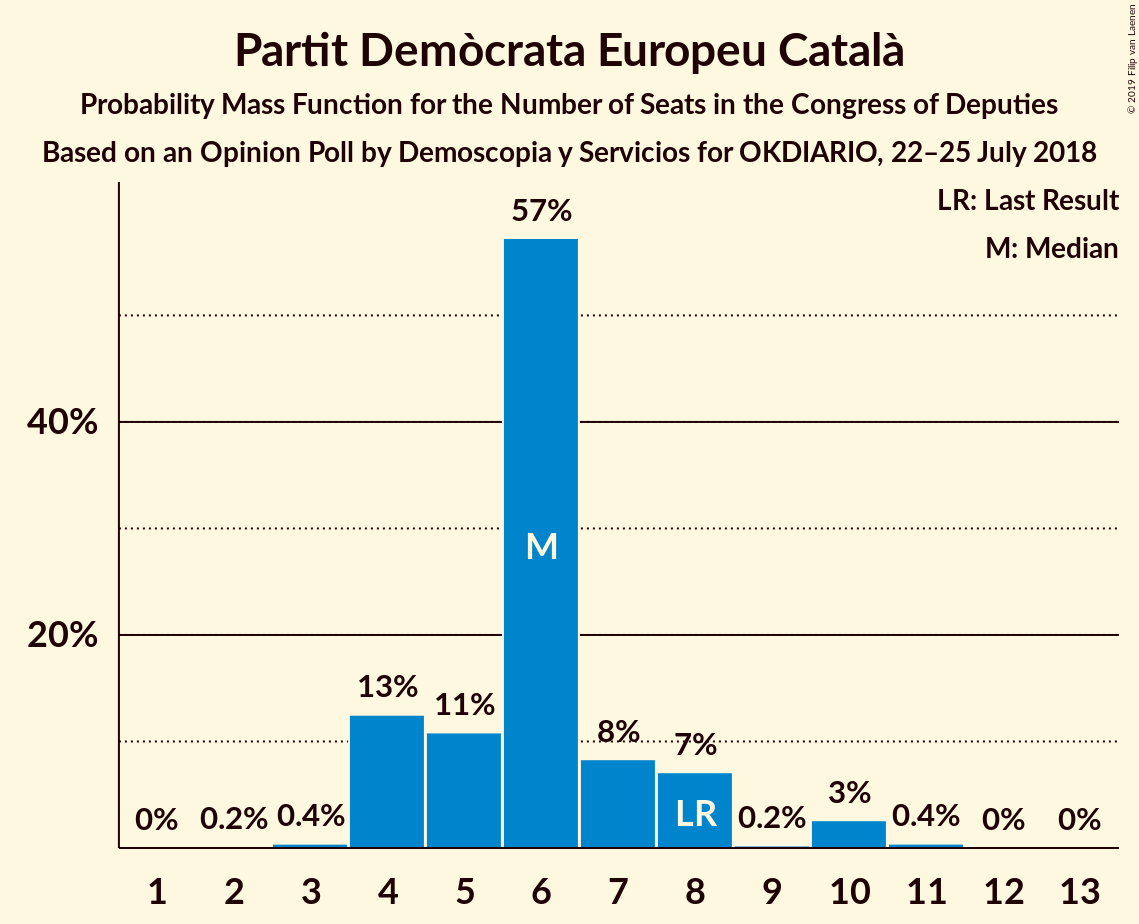 Partit Demòcrata Europeu Català
Probability Mass Function for the Number of Seats in the Congress of Deputies
Based on an Opinion Poll by Demoscopia y Servicios for OKDIARIO, 22–25 July 2018
© 2019 Filip van Laenen
LR: Last Result
M: Median
57%
40%
M
20%
13%
11%
8%
7%
3%
0%
0.2%
0.4%
LR
0.2%
0.4%
0%
0%
1 2 3 4 5 6 7 8 9 10 11 12 13